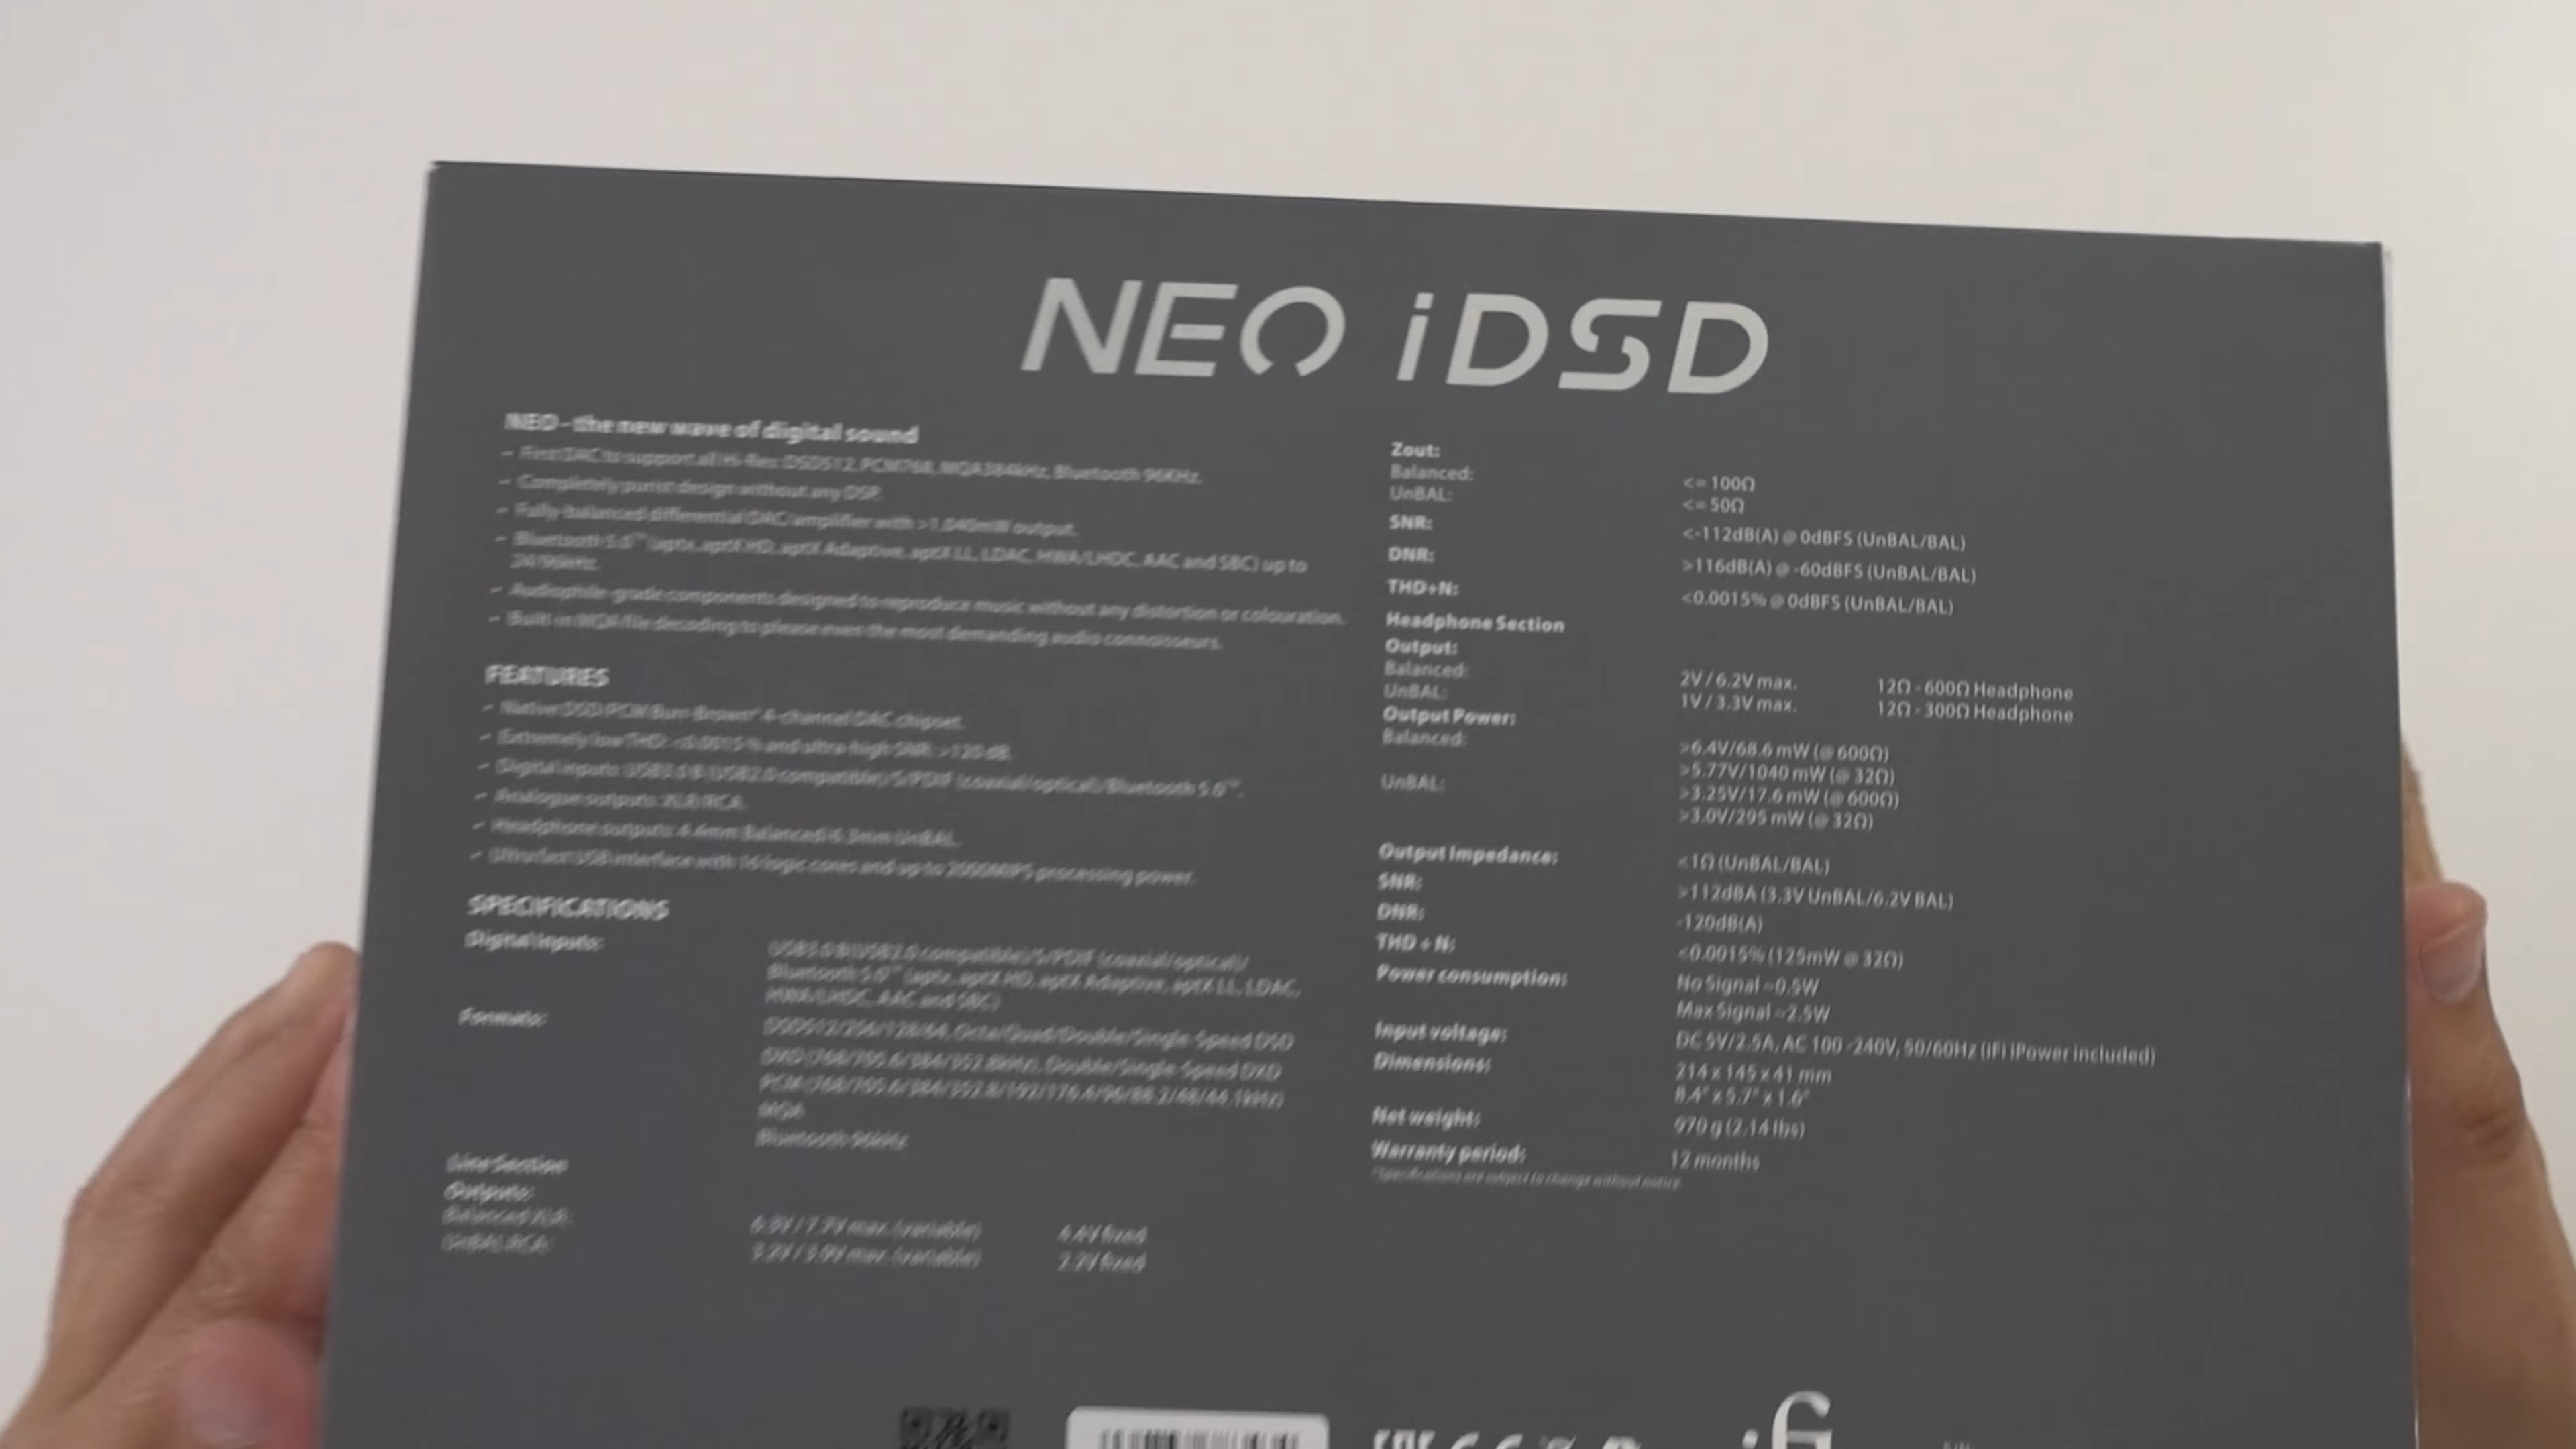 NEO iDSD
NEO - the new wave of digital sound
- First DAC to support all Hi-Res: DSD512, PCM768, MQA384kHz, Bluetooth 96KHz.
- Completely purist design without any DSP.
- Fully-balanced differential DAC/amplifier with >1,040mW output.
- Bluetooth 5.0™ (aptx, aptX HD, aptX Adaptive, aptX LL, LDAC, HWA/LHDC, AAC and SBC) up to
24/96kHz.
- Audiophile-grade components designed to reproduce music without any distortion or colouration.
- Built-in MQA file decoding to please even the most demanding audio connoisseurs.
FEATURES
- Native DSD/PCM Burr-Brown® 4-channel DAC chipset.
- Extremely low THD: <0.0015 % and ultra-high SNR: >120 dB.
- Digital inputs: USB3.0 B (USB2.0 compatible)/S/PDIF (coaxial/optical)/Bluetooth 5.0™.
- Analogue outputs: XLR/RCA.
- Headphone outputs: 4.4mm Balanced/6.3mm UnBAL.
- Ultra-fast USB interface with 16 logic cores and up to 2000MIPS processing power.
SPECIFICATIONS
Digital inputs: USB3.0 B (USB2.0 compatible)/S/PDIF (coaxial/optical)/
Bluetooth 5.0™ (aptx, aptX HD, aptX Adaptive, aptX LL, LDAC,
HWA/LHDC, AAC and SBC)
Formats: DSD512/256/128/64, Octa/Quad/Double/Single-Speed DSD
DXD (768/705.6/384/352.8kHz), Double/Single-Speed DXD
PCM (768/705.6/384/352.8/192/176.4/96/88.2/48/44.1kHz)
MQA
Bluetooth 96kHz
Line Section
Outputs:
Balanced XLR: 6.3V / 7.7V max. (variable) 4.4V fixed
UnBAL RCA: 3.2V / 3.9V max. (variable) 2.2V fixed
Zout:
Balanced: <= 100Ω
UnBAL: <= 50Ω
SNR: <-112dB(A) @ 0dBFS (UnBAL/BAL)
DNR: >116dB(A) @ -60dBFS (UnBAL/BAL)
THD+N: <0.0015% @ 0dBFS (UnBAL/BAL)
Headphone Section
Output:
Balanced: 2V / 6.2V max. 12Ω - 600Ω Headphone
UnBAL: 1V / 3.3V max. 12Ω - 300Ω Headphone
Output Power:
Balanced: >6.4V/68.6 mW (@ 600Ω)
>5.77V/1040 mW (@ 32Ω)
UnBAL: >3.25V/17.6 mW (@ 600Ω)
>3.0V/295 mW (@ 32Ω)
Output Impedance: <1Ω (UnBAL/BAL)
SNR: >112dBA (3.3V UnBAL/6.2V BAL)
DNR: -120dB(A)
THD + N: <0.0015% (125mW @ 32Ω)
Power consumption: No Signal ~0.5W
Max Signal ~2.5W
Input voltage: DC 5V/2.5A, AC 100 -240V, 50/60Hz (iFi iPower included)
Dimensions: 214 x 145 x 41 mm
8.4" x 5.7" x 1.6"
Net weight: 970 g (2.14 lbs)
Warranty period: 12 months
*Specifications are subject to change without notice.